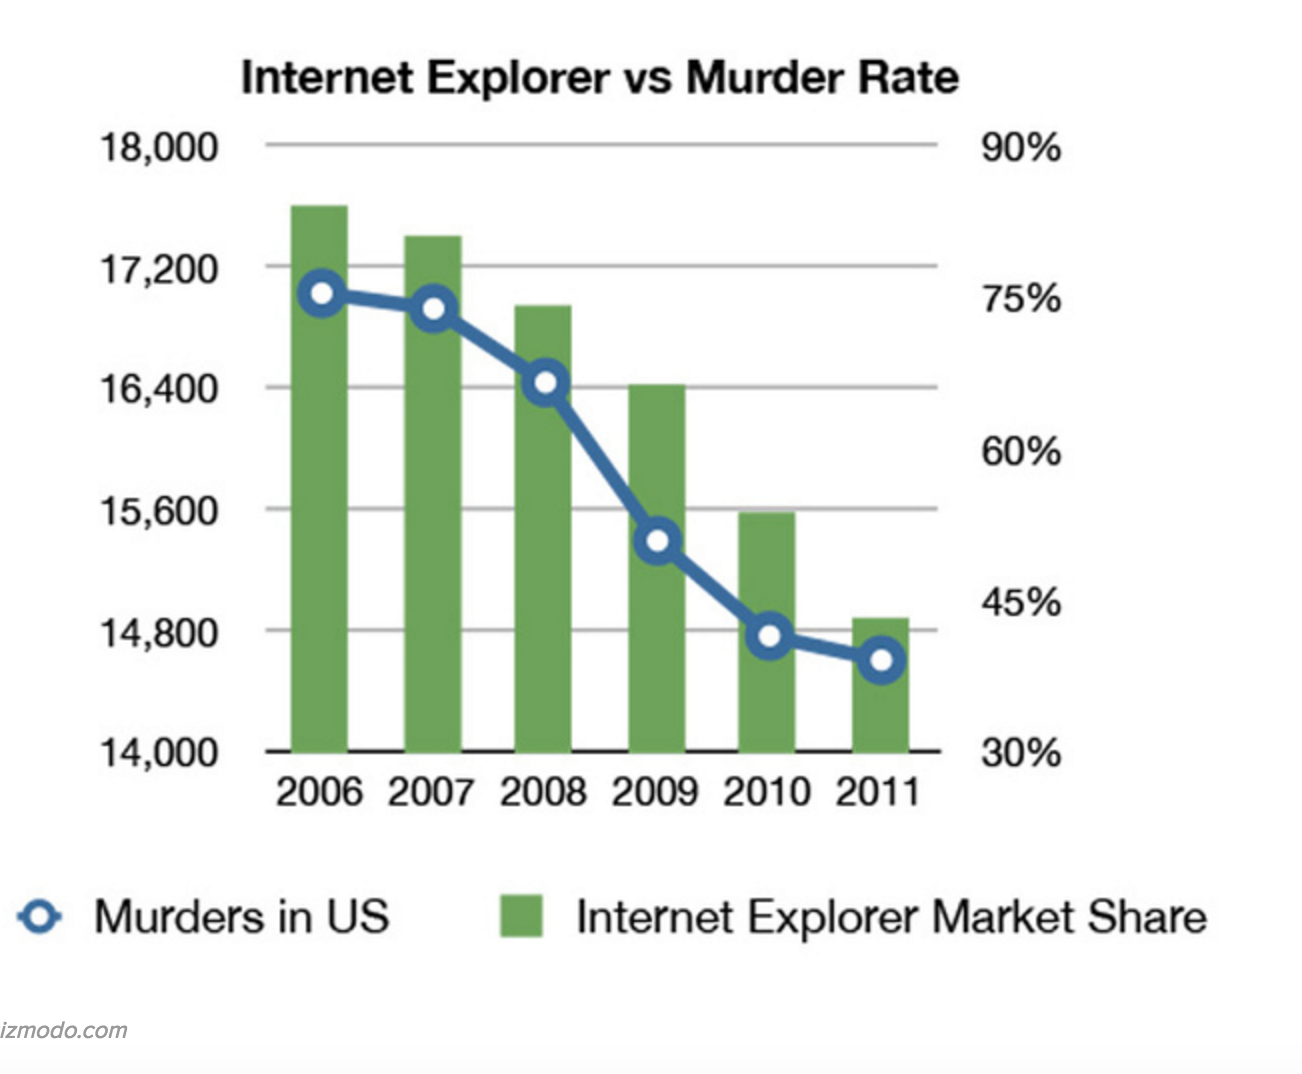 Internet Explorer vs Murder Rate
18,000 90%
17,200
75%
16,400
60%
15,600
45%
14,800
14,000 30%
2006 2007 2008 2009 2010 2011
Murders in US Internet Explorer Market Share
izmodo.com